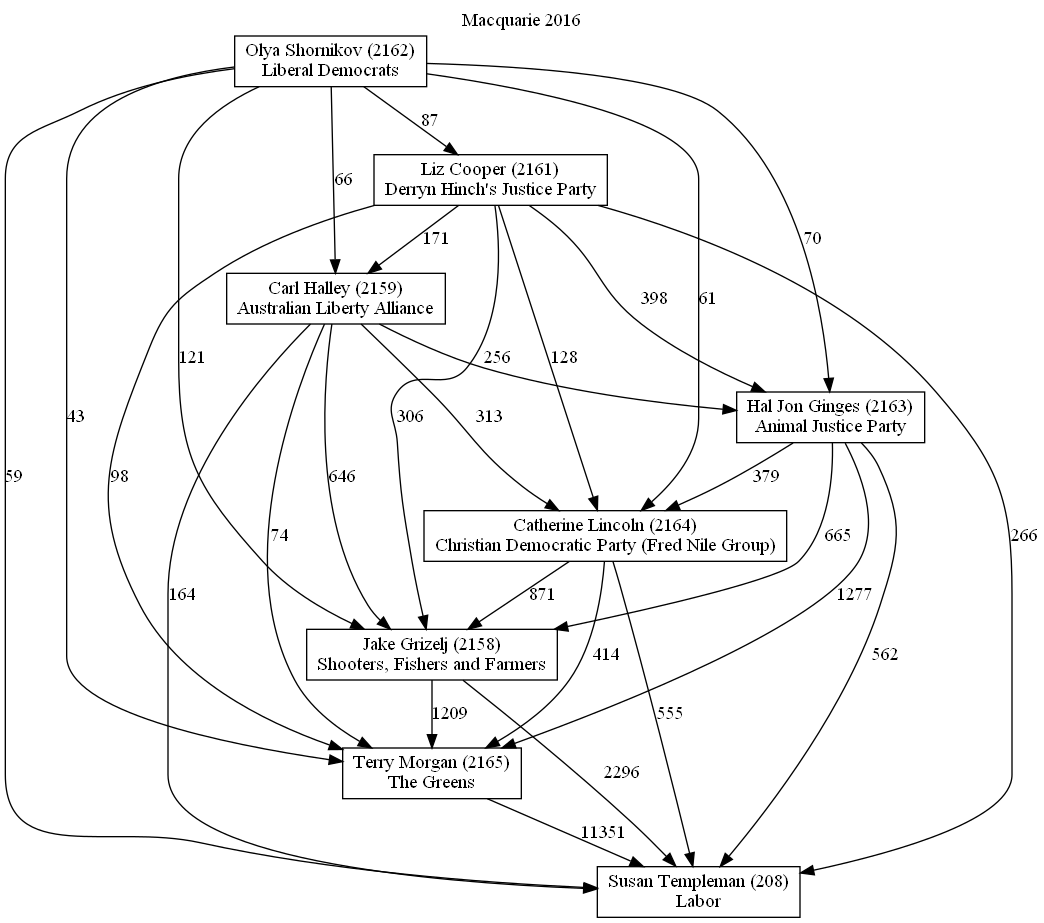 Macquarie 2016
Olya Shornikov (2162)
Liberal Democrats
87
Liz Cooper (2161)
Derryn Hinch's Justice Party
66
171
70
Carl Halley (2159)
Australian Liberty Alliance
398
61
121
256
128
43
306
313
Hal Jon Ginges (2163)
Animal Justice Party
59
98
646
379
Catherine Lincoln (2164)
Christian Democratic Party (Fred Nile Group)
74
665
266
164
871
1277
Jake Grizelj (2158)
Shooters, Fishers and Farmers
414
562
1209
555
Terry Morgan (2165)
The Greens
2296
11351
Susan Templeman (208)
Labor